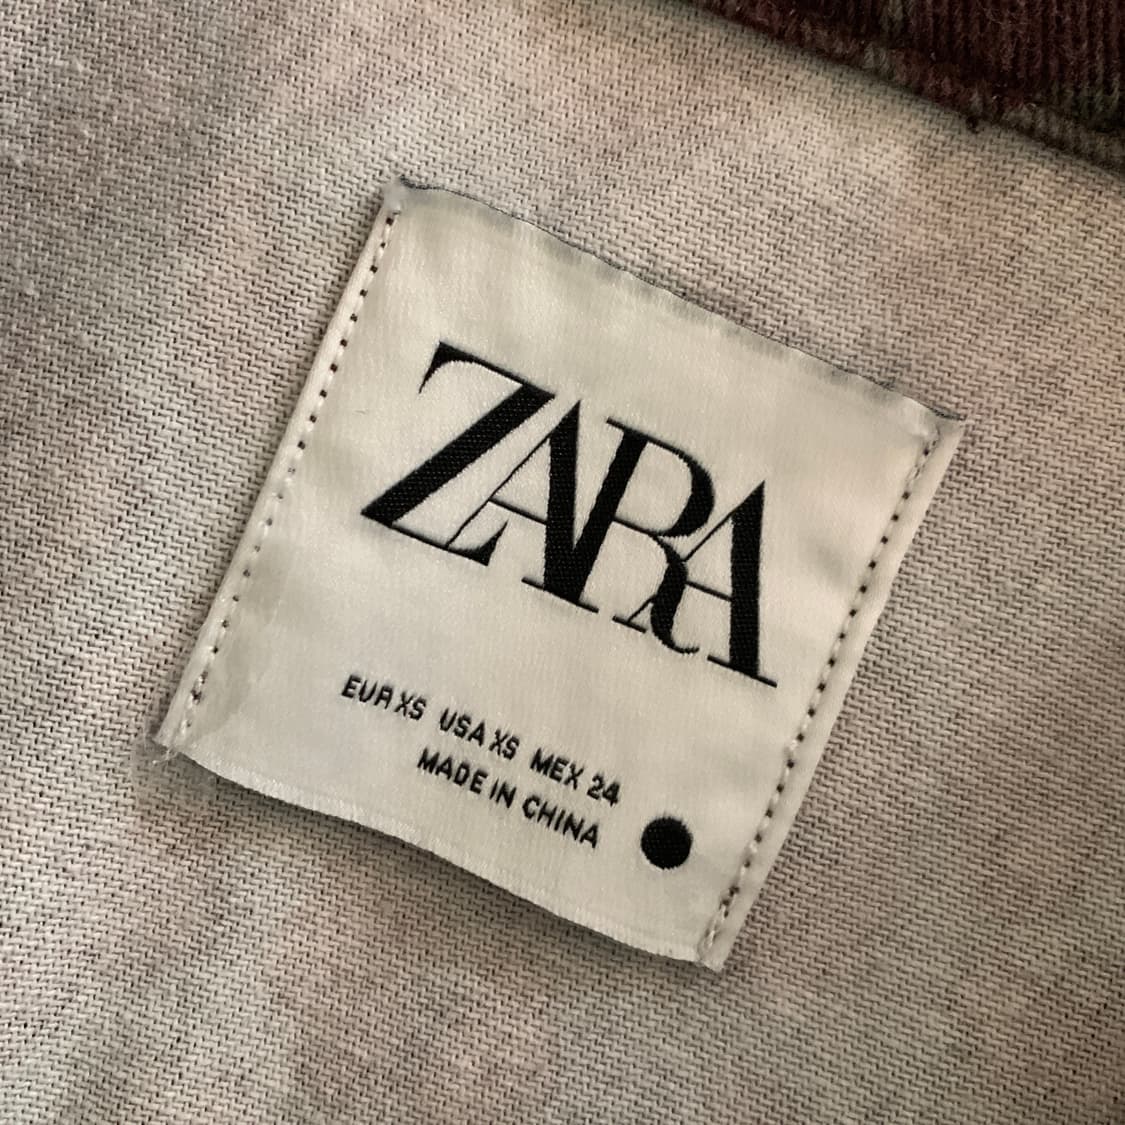 ZARA
EUR XS USA XS MEX 24
MADE IN CHINA